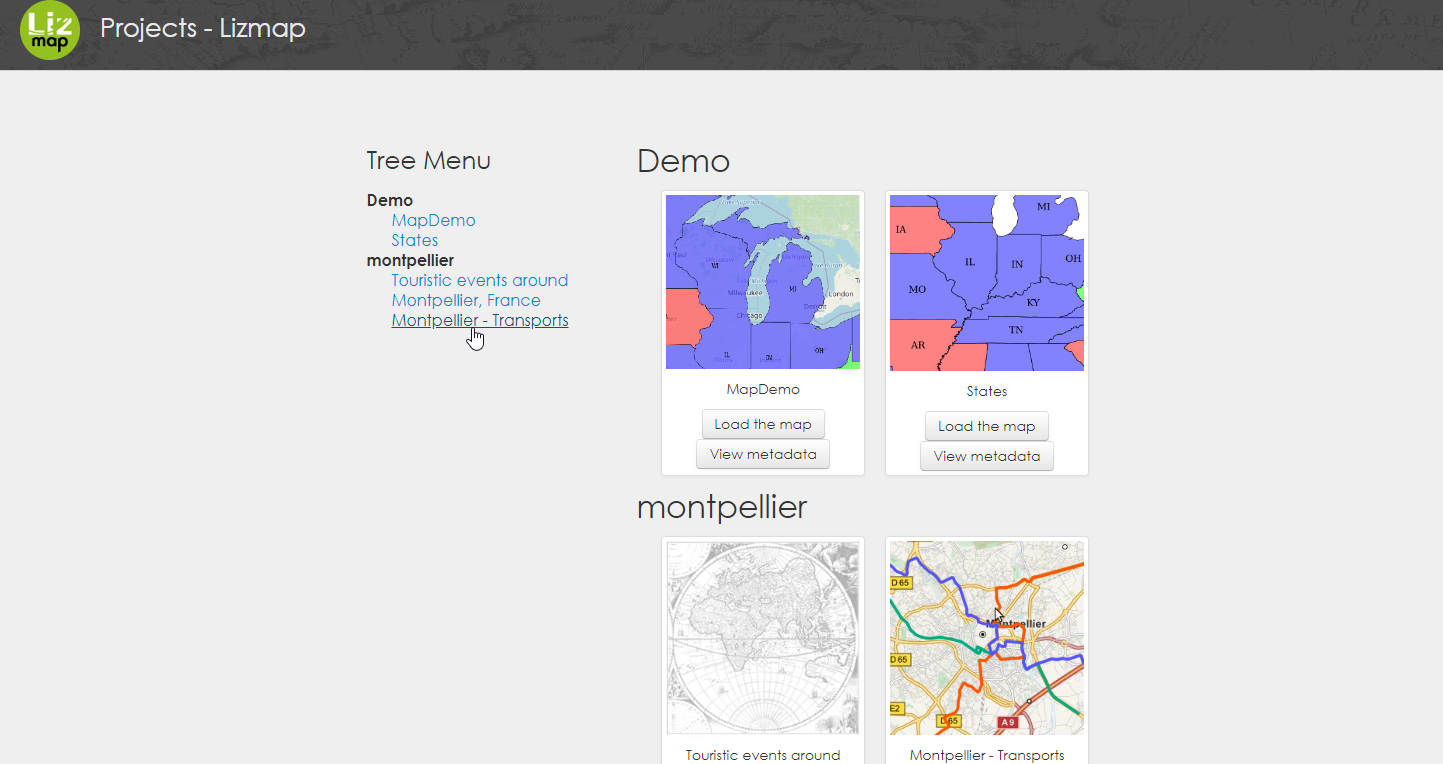 Liz
map
Projects - Lizmap
Tree Menu
Demo
MapDemo
States
montpellier
Touristic events around
Montpellier, France
Montpellier - Transports
Demo
Lake Superior
WI
MI
Chicago
Detroit
London
IL
IN
OH
MapDemo
Load the map
View metadata
MI
IA
IL
IN
OH
MO
KY
TN
AR
States
Load the map
View metadata
montpellier
Touristic events around
D 65
Montpellier
D 65
E2
D 65
A 9
Montpellier - Transports